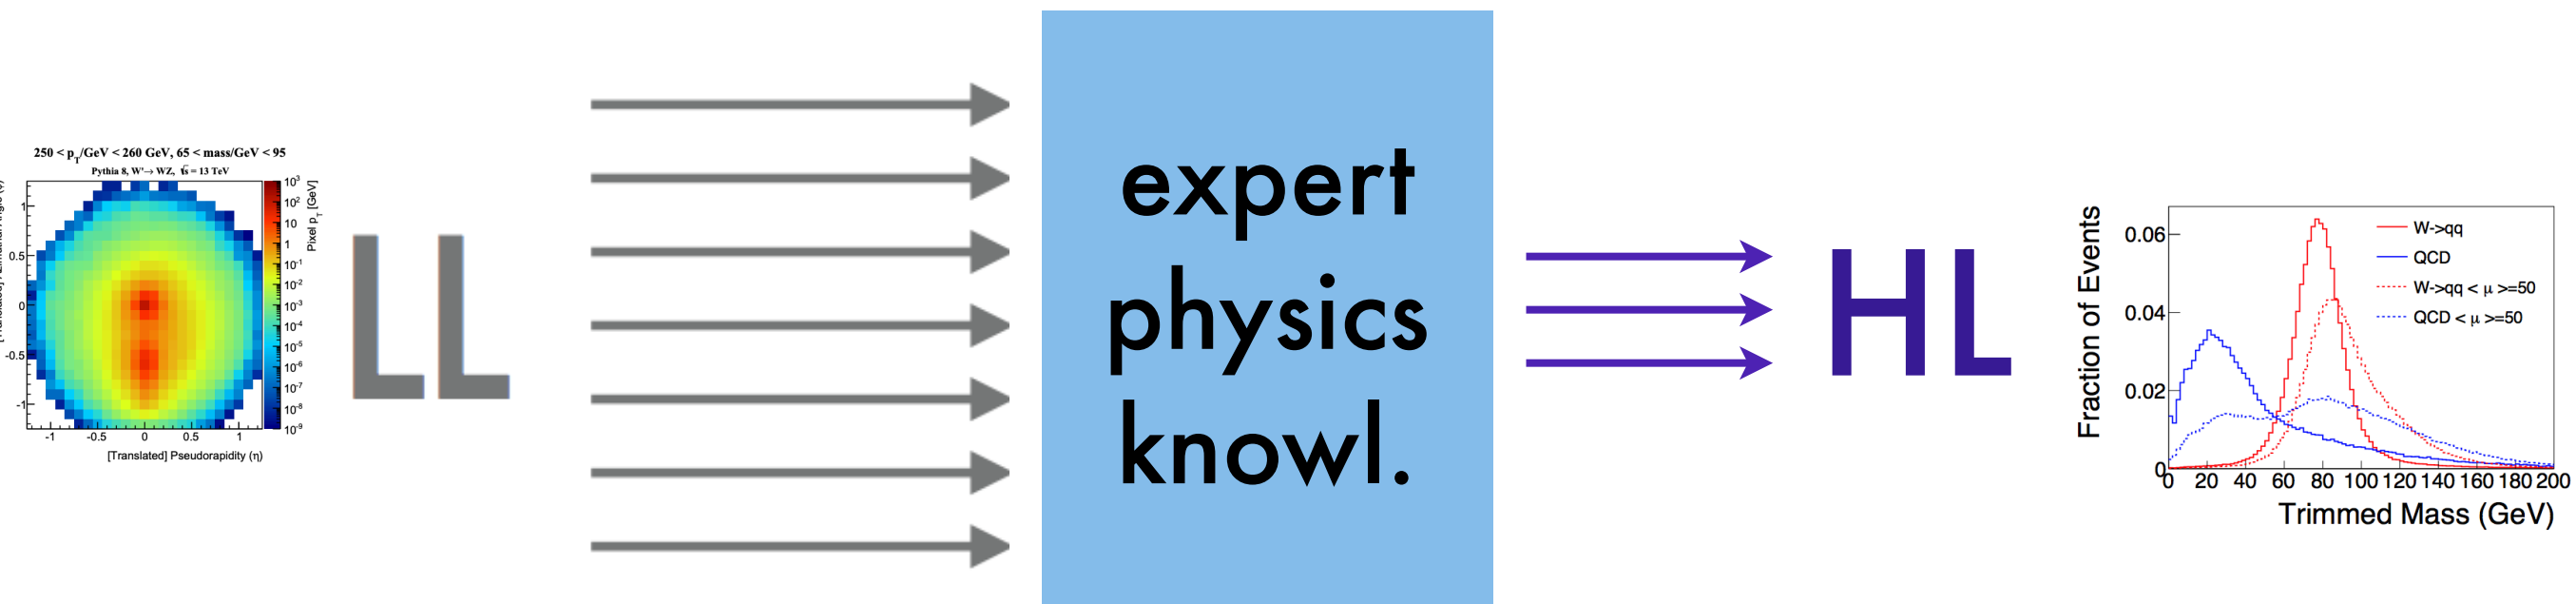 250 < pT/GeV < 260 GeV, 65 < mass/GeV < 95
Pythia 8, W'→ WZ, √s = 13 TeV
10³
10²
10
1
10⁻¹
10⁻²
10⁻³
10⁻⁴
10⁻⁵
10⁻⁶
10⁻⁷
10⁻⁸
10⁻⁹
Pixel pT [GeV]
1
0.5
0
-0.5
-1
-1 -0.5 0 0.5 1
[Translated] Pseudorapidity (η)
LL
expert
physics
knowl.
HL
Fraction of Events
0.06
0.04
0.02
0
W->qq
QCD
W->qq < μ >=50
QCD < μ >=50
0 20 40 60 80 100 120 140 160 180 200
Trimmed Mass (GeV)